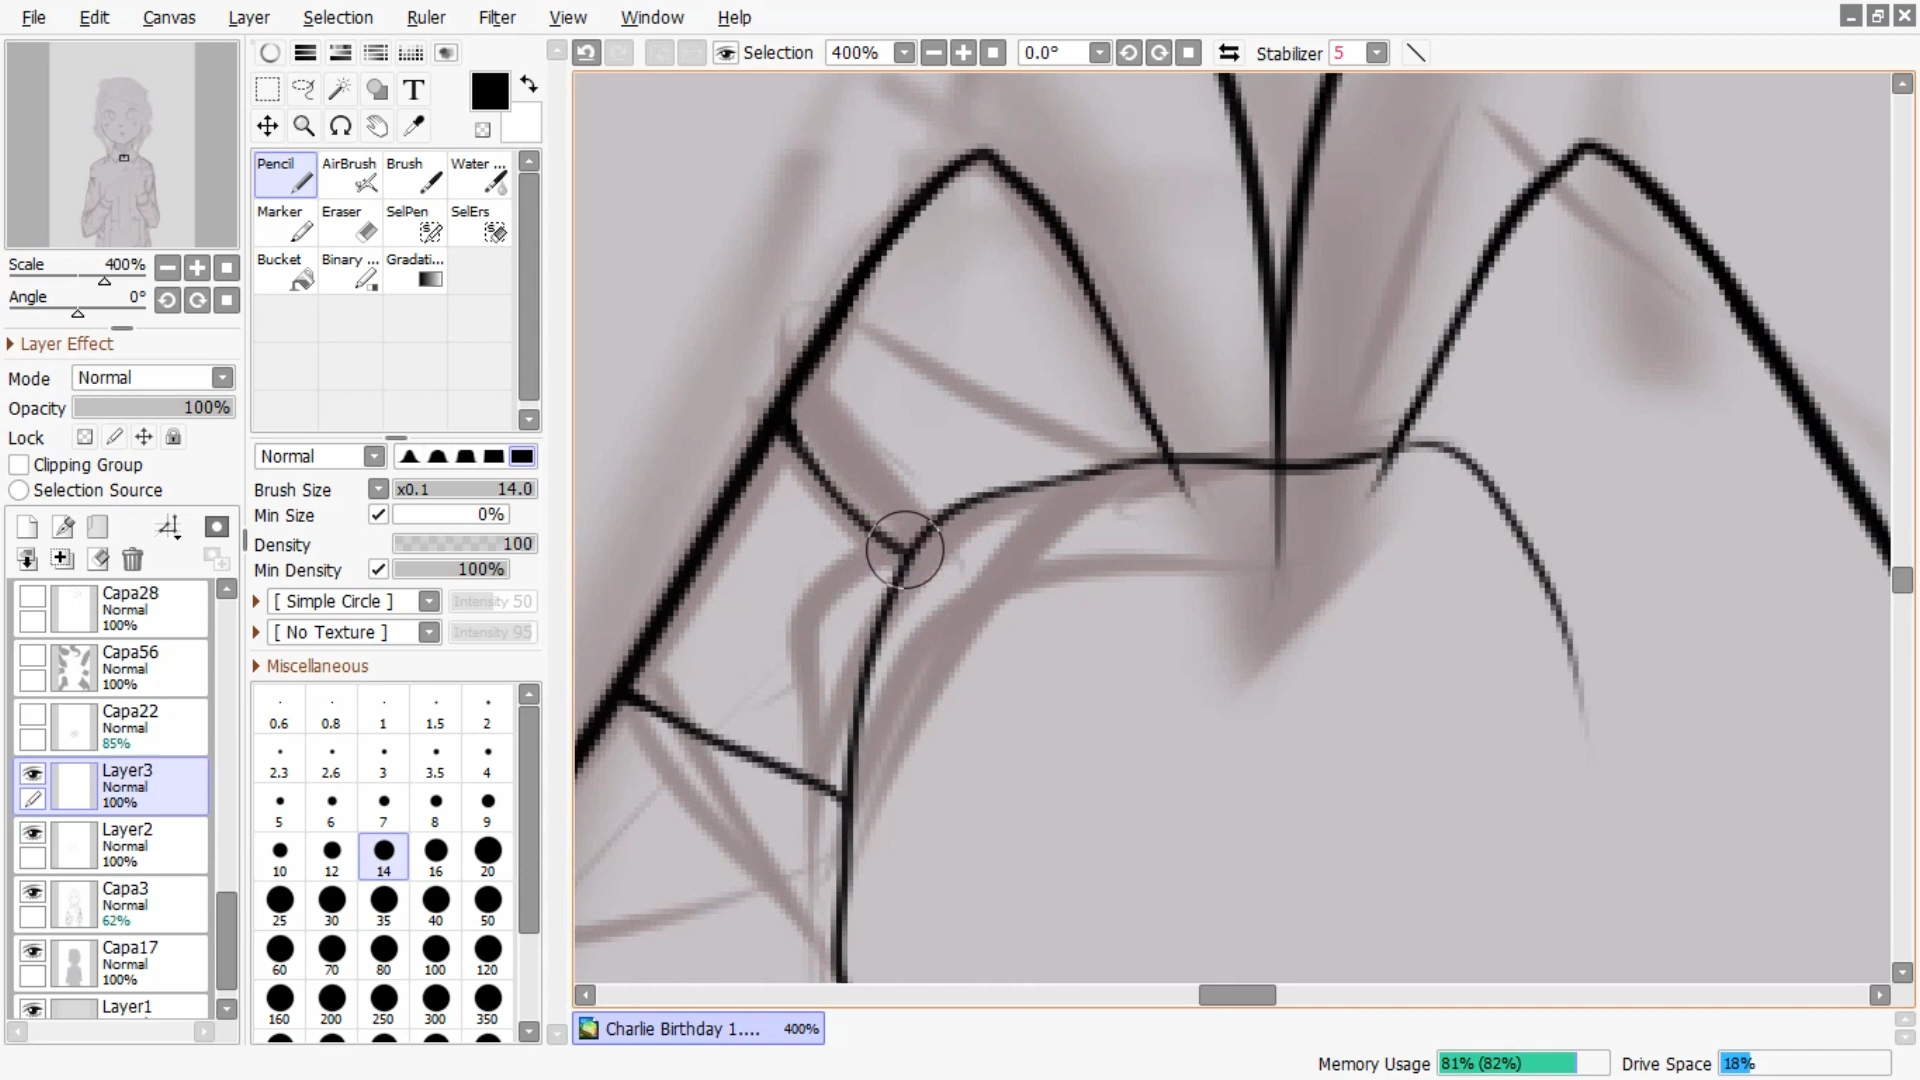 File Edit Canvas Layer Selection Ruler Filter View Window Help
Selection 400% 0.0° Stabilizer 5
Scale 400%
Angle 0°
Layer Effect
Mode Normal
Opacity 100%
Lock
Clipping Group
Selection Source
Capa28
Normal
100%
Capa56
Normal
100%
Capa22
Normal
85%
Layer3
Normal
100%
Layer2
Normal
100%
Capa3
Normal
62%
Capa17
Normal
100%
Layer1
T
Pencil AirBrush Brush Water ...
Marker Eraser SelPen SelErs
Bucket Binary ... Gradati...
Normal
Brush Size x0.1 14.0
Min Size 0%
Density 100
Min Density 100%
[ Simple Circle ] Intensity 50
[ No Texture ] Intensity 95
Miscellaneous
0.6 0.8 1 1.5 2
2.3 2.6 3 3.5 4
5 6 7 8 9
10 12 14 16 20
25 30 35 40 50
60 70 80 100 120
160 200 250 300 350
Charlie Birthday 1.... 400%
Memory Usage 81% (82%) Drive Space 18%